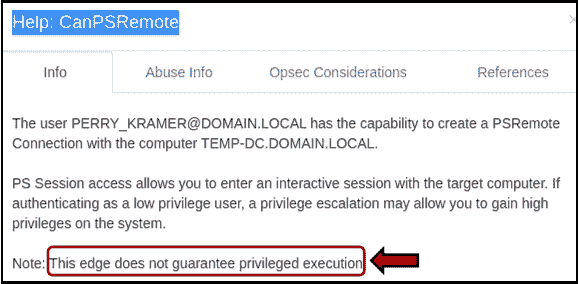 Help: CanPSRemote
Info
Abuse Info
Opsec Considerations
References
The user PERRY_KRAMER@DOMAIN.LOCAL has the capability to create a PSRemote
Connection with the computer TEMP-DC.DOMAIN.LOCAL.
PS Session access allows you to enter an interactive session with the target computer. If
authenticating as a low privilege user, a privilege escalation may allow you to gain high
privileges on the system.
Note: This edge does not guarantee privileged execution